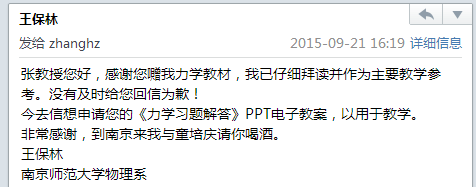 王保林
发给 zhanghz 2015-09-21 16:19 详细信息
张教授您好，感谢您赠我力学教材，我已仔细拜读并作为主要教学参
考。没有及时给您回信为歉！
今去信想申请您的《力学习题解答》PPT电子教案，以用于教学。
非常感谢，到南京来我与童培庆请你喝酒。
王保林
南京师范大学物理系